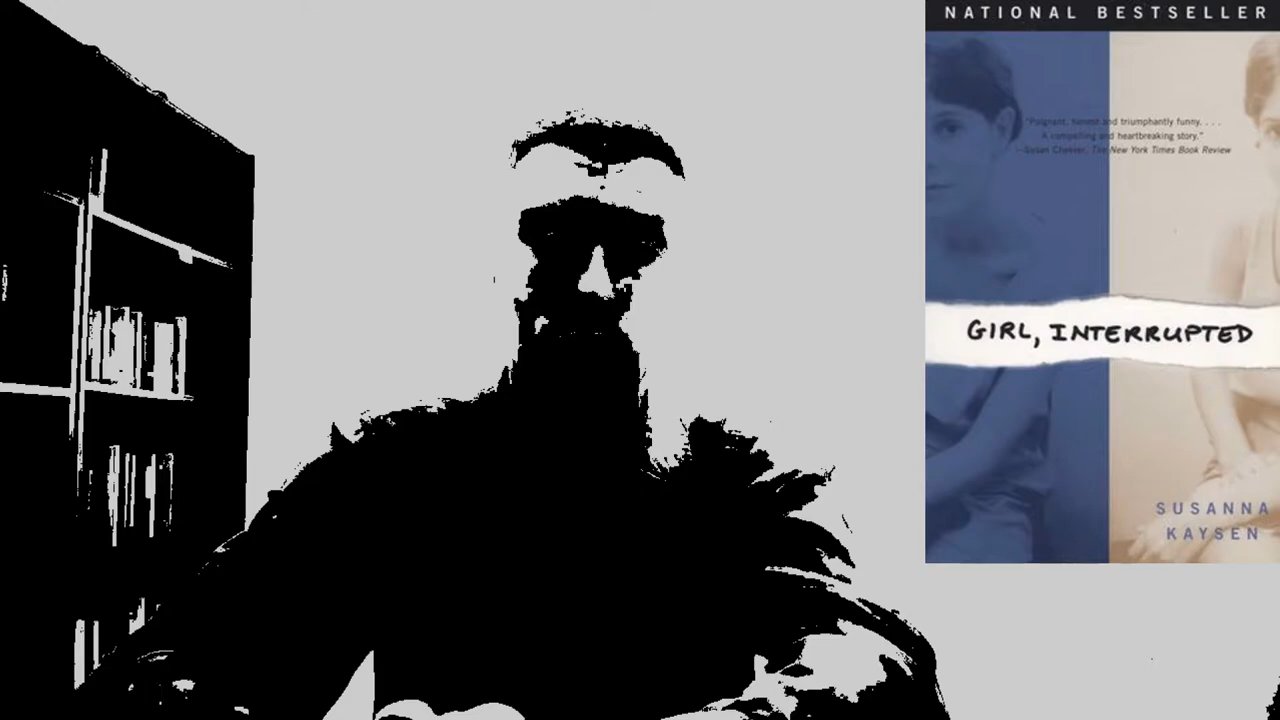 NATIONAL BESTSELLER
"Poignant, honest and triumphantly funny. . . .
A compelling and heartbreaking story."
—Susan Cheever, The New York Times Book Review
GIRL, INTERRUPTED
SUSANNA
KAYSEN